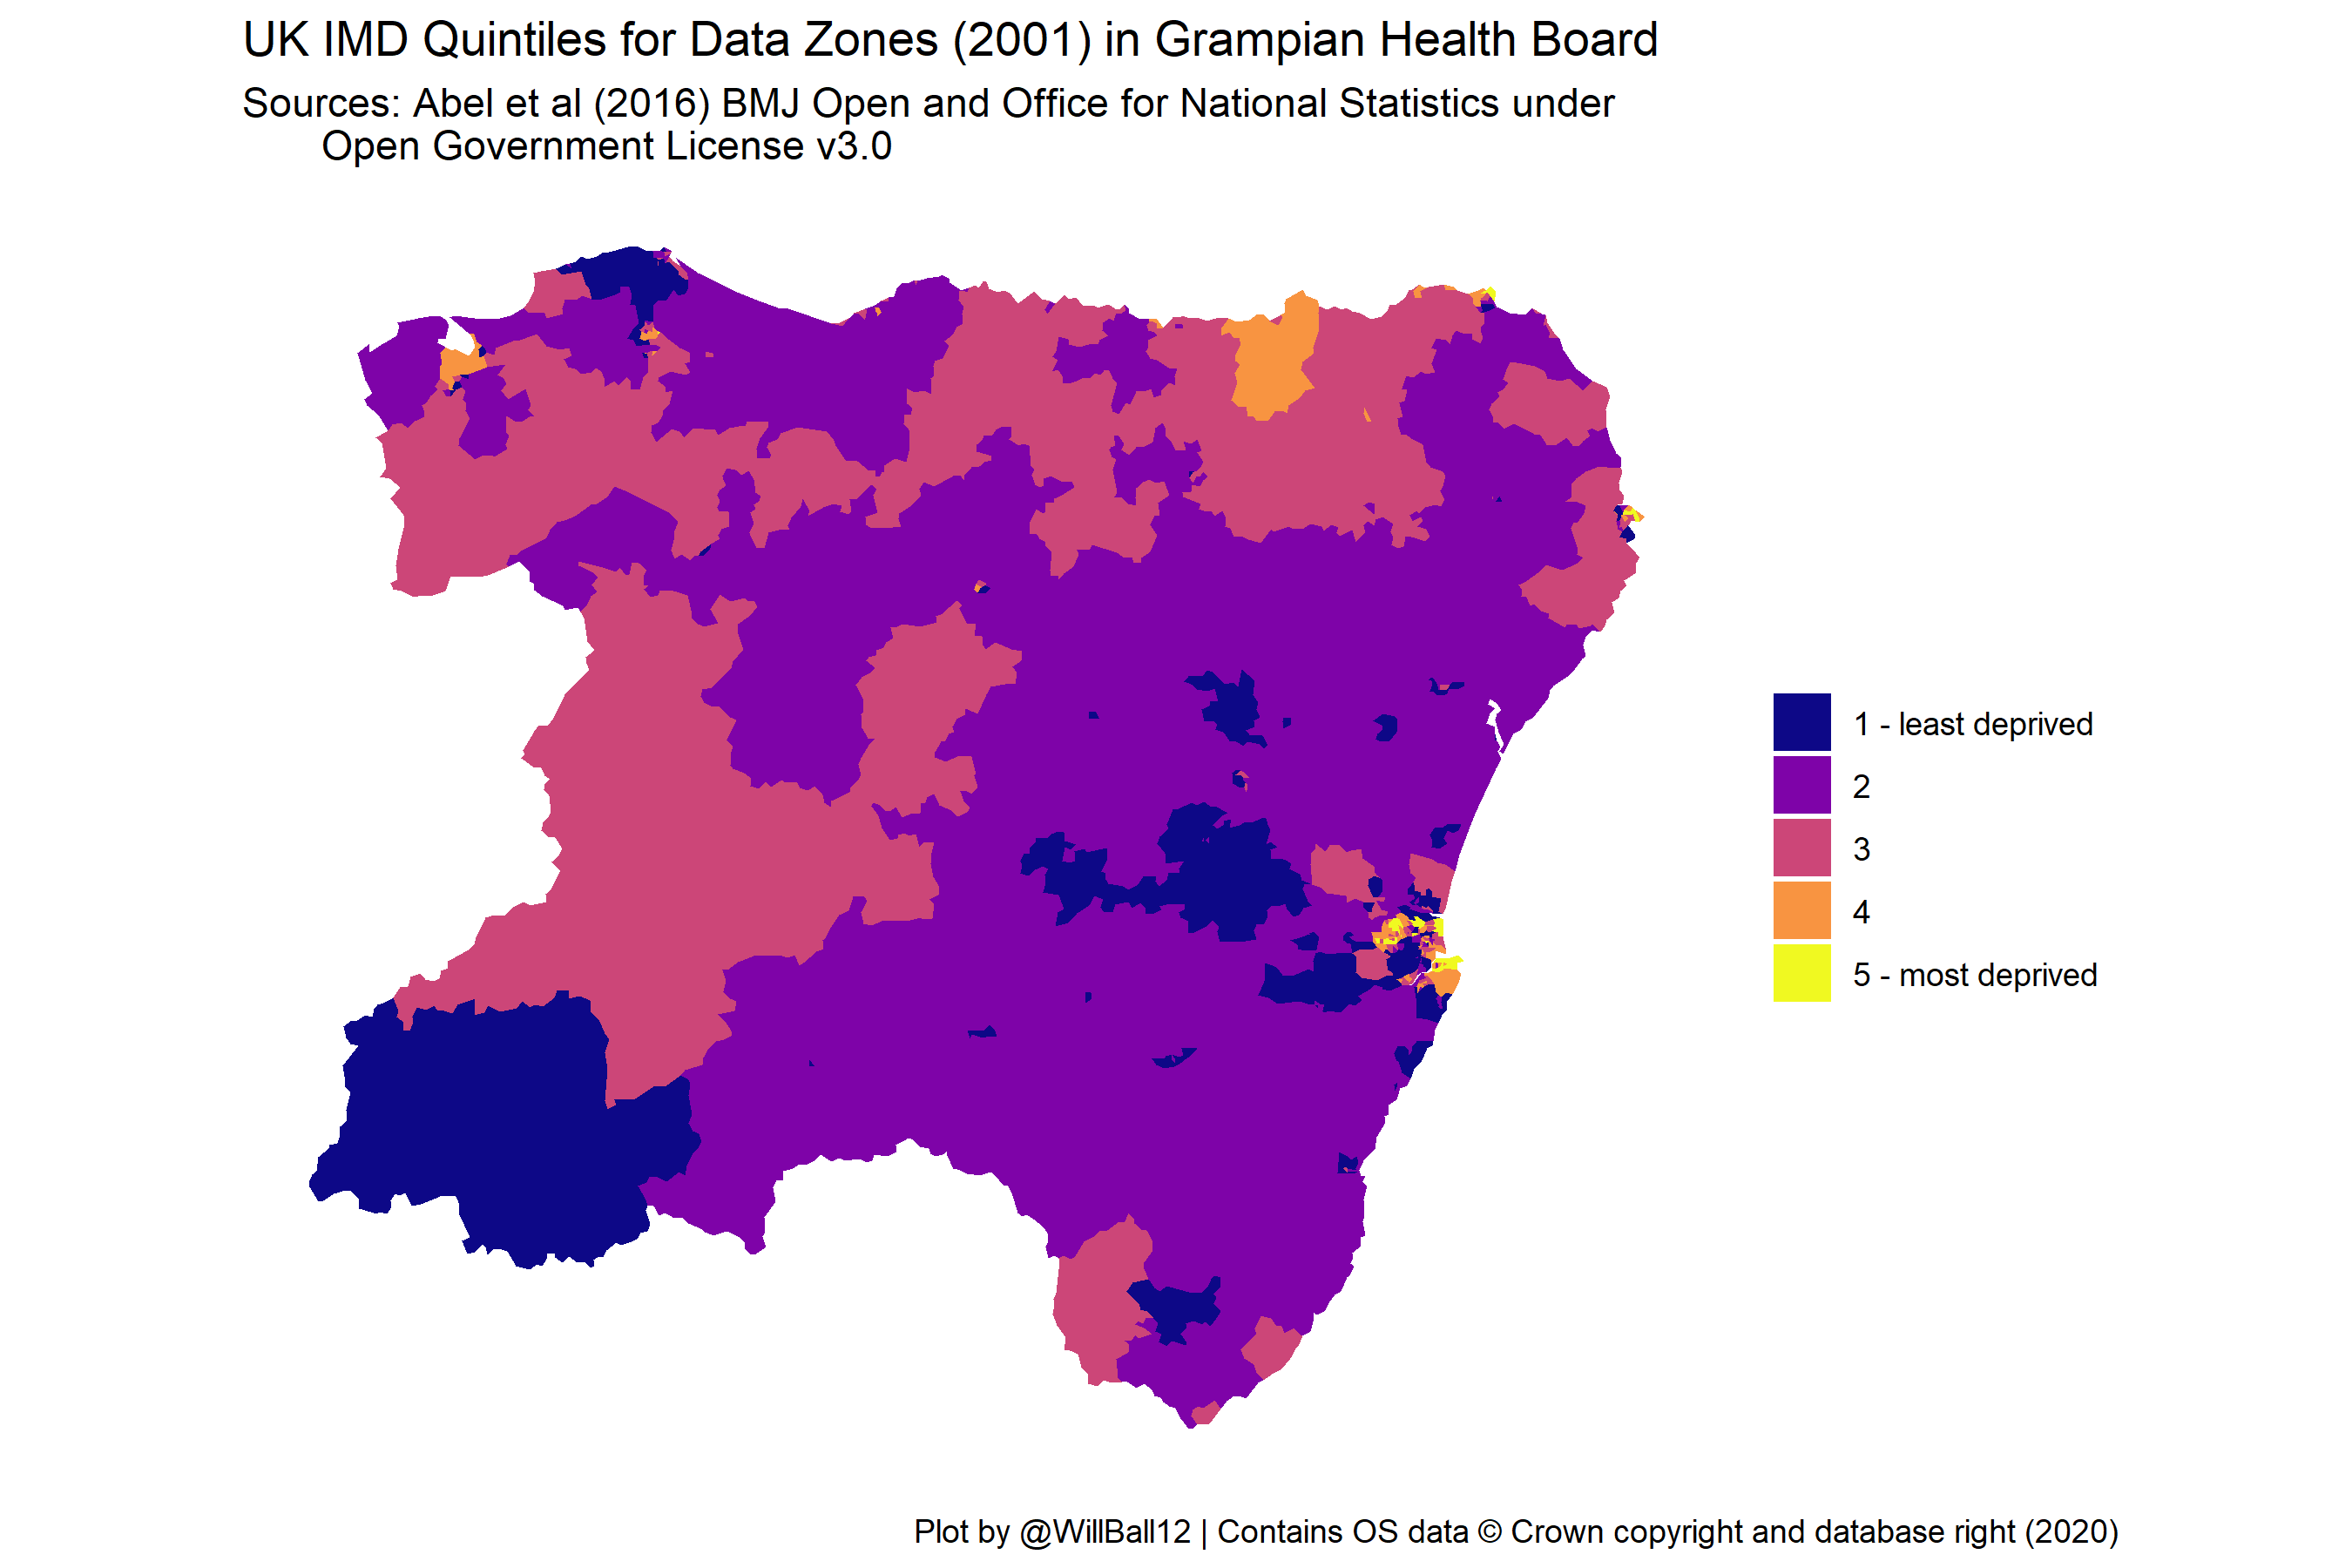 UK IMD Quintiles for Data Zones (2001) in Grampian Health Board
Sources: Abel et al (2016) BMJ Open and Office for National Statistics under
Open Government License v3.0
1 - least deprived
2
3
4
5 - most deprived
Plot by @WillBall12 | Contains OS data © Crown copyright and database right (2020)